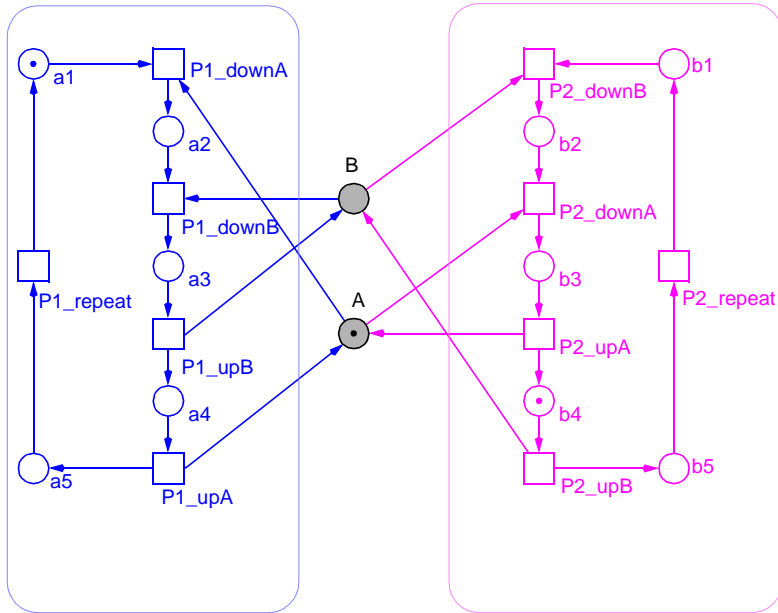 P1_downA
a1
a2
P1_downB
a3
P1_repeat
P1_upB
a4
a5
P1_upA
B
A
b1
P2_downB
b2
P2_downA
b3
P2_repeat
P2_upA
b4
b5
P2_upB